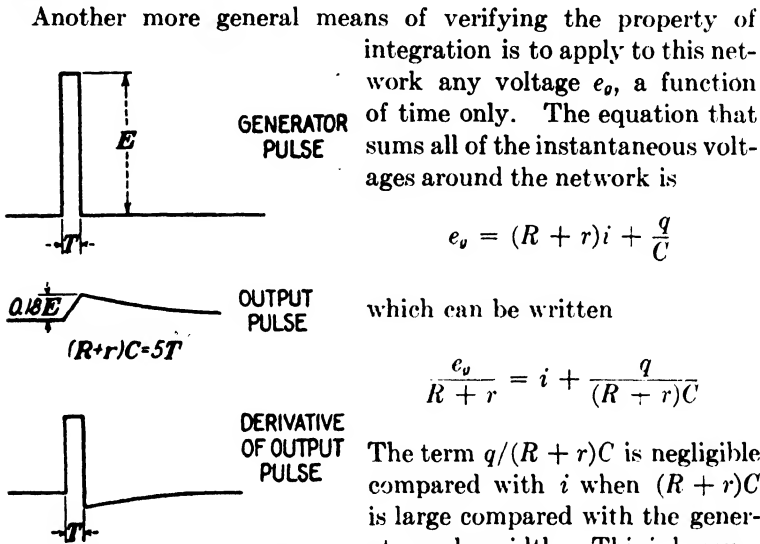 Another more general means of verifying the property of
integration is to apply to this net-
work any voltage e_g, a function
of time only. The equation that
sums all of the instantaneous volt-
ages around the network is
e_g = (R + r)i + q/C
which can be written
e_g/(R + r) = i + q/((R + r)C)
The term q/(R + r)C is negligible
compared with i when (R + r)C
is large compared with the gener-
E
GENERATOR
PULSE
T
0.18E
OUTPUT
PULSE
(R+r)C=5T
DERIVATIVE
OF OUTPUT
PULSE
T